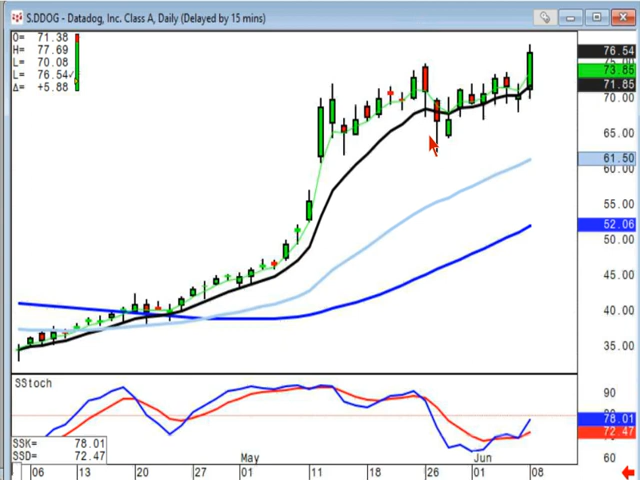 S.DDOG - Datadog, Inc. Class A, Daily (Delayed by 15 mins)
O= 71.38
H= 77.69
L= 70.08
L= 76.54✓
Δ= +5.88
76.54
73.85
71.85
70.00
65.00
61.50
60.00
55.00
52.06
50.00
45.00
40.00
35.00
SStoch
90
78.01
72.47
60
SSK= 78.01
SSD= 72.47
May
Jun
06
13
20
27
11
18
26
01
08